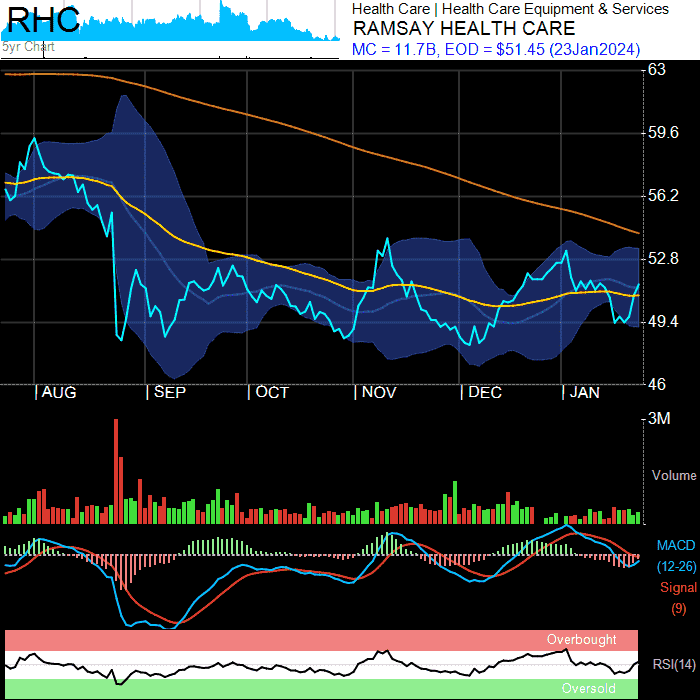 RHC
5yr Chart
Health Care | Health Care Equipment & Services
RAMSAY HEALTH CARE
MC = 11.7B, EOD = $51.45 (23Jan2024)
63
59.6
56.2
52.8
49.4
46
| AUG | SEP | OCT | NOV | DEC | JAN
3M
Volume
MACD
(12-26)
Signal
(9)
Overbought
RSI(14)
Oversold